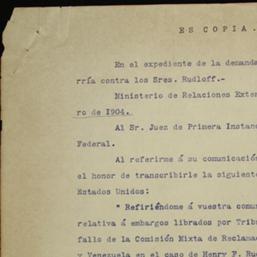 ES COPIA.
En el expediente de la demanda
rría contra los Sres. Rudloff.-
Ministerio de Relaciones Exter
ro de 1904.
Al Sr. Juez de Primera Instanc
Federal.
Al referirme á su comunicació
el honor de transcribirle la siguiente
Estados Unidos:
" Refiriéndome á vuestra comun
relativa á embargos librados por Tribu
fallo de la Comisión Mixta de Reclama
y Venezuela en el caso de Henry F. Rud